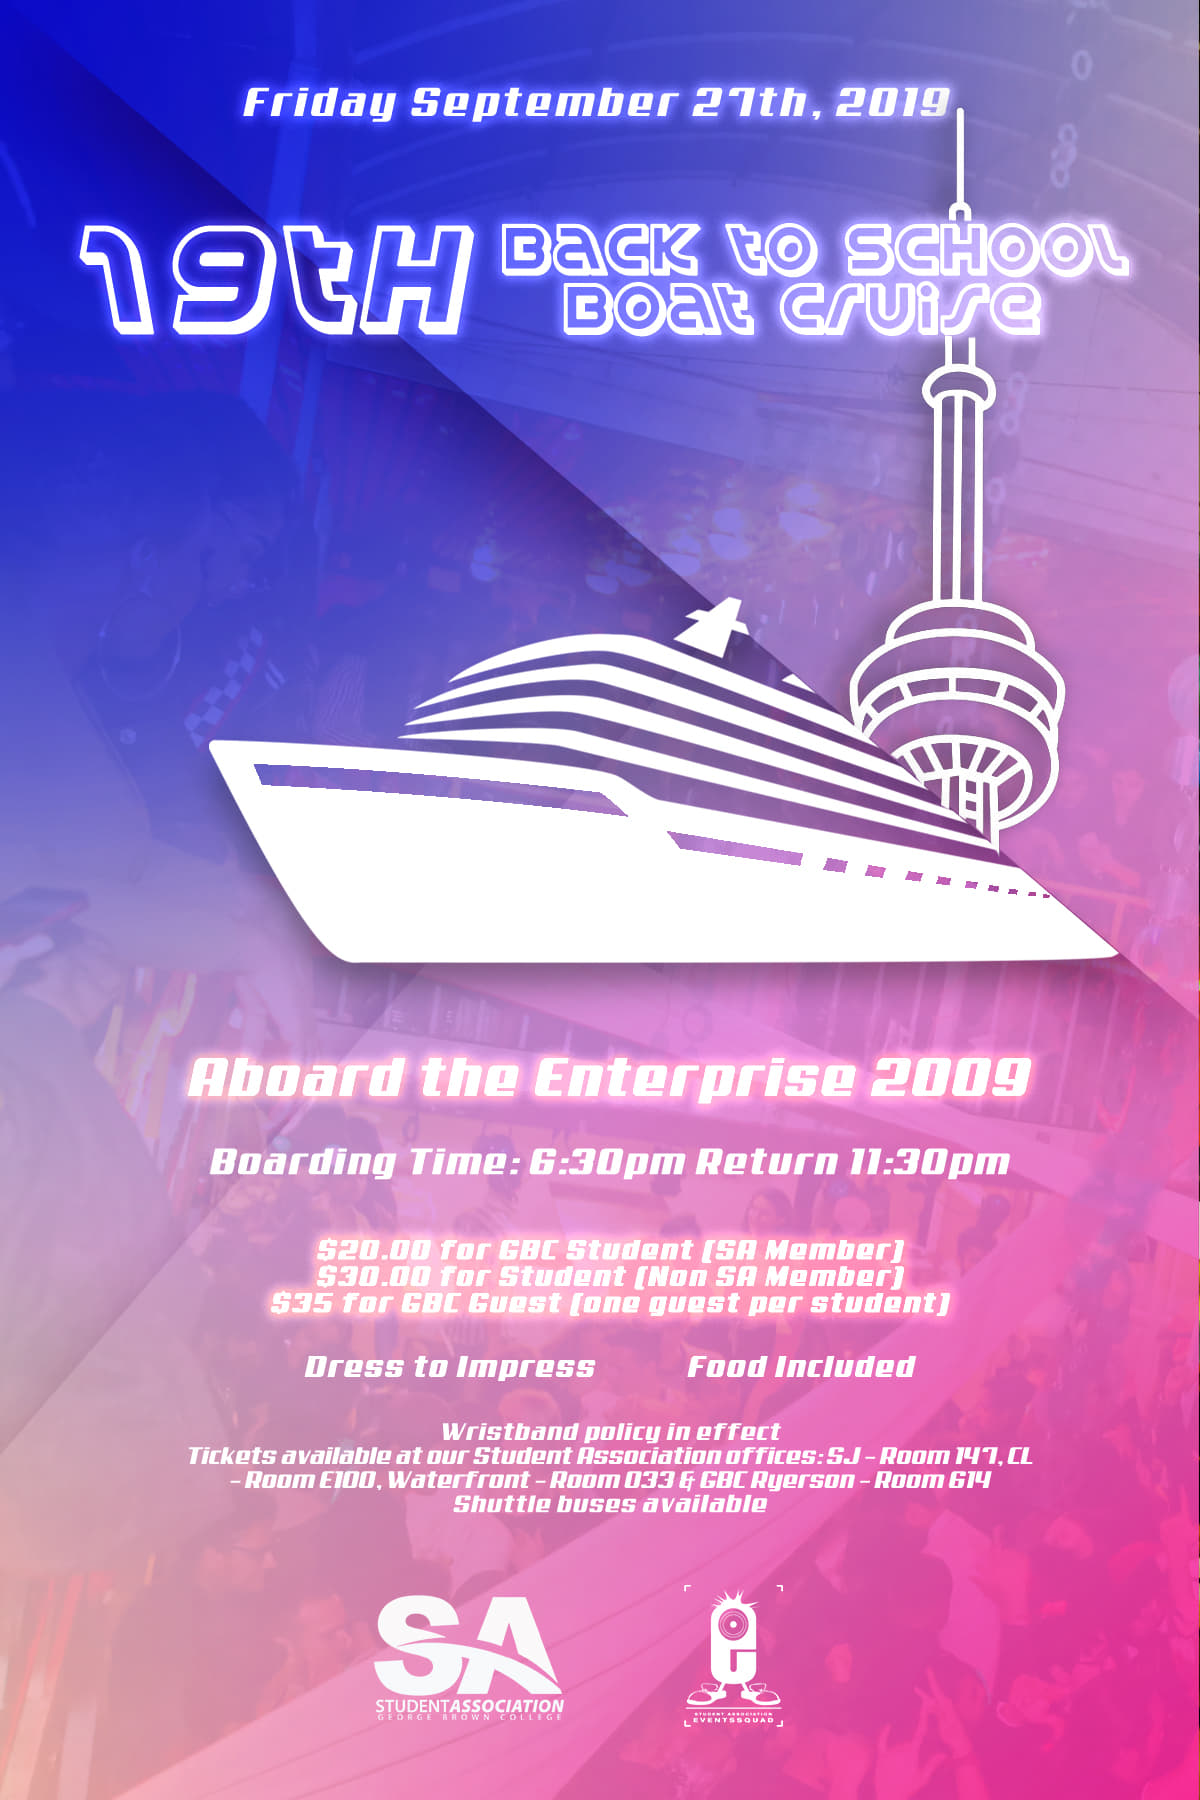 Friday September 27th, 2019
19tH
Back to School
Boat Cruise
Aboard the Enterprise 2009
Boarding Time: 6:30pm Return 11:30pm
$20.00 for GBC Student (SA Member)
$30.00 for Student (Non SA Member)
$35 for GBC Guest (one guest per student)
Dress to Impress Food Included
Wristband policy in effect
Tickets available at our Student Association offices: SJ - Room 147, CL
- Room E100, Waterfront - Room 033 & GBC Ryerson - Room 614
Shuttle buses available
SA
STUDENTASSOCIATION
GEORGE BROWN COLLEGE
STUDENT ASSOCIATION
EVENTSSQUAD